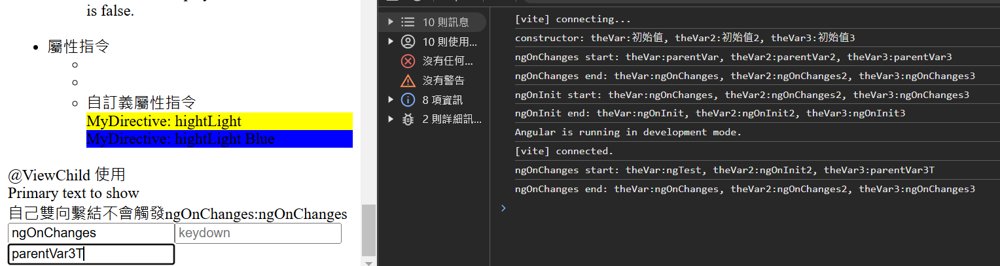 is false.
屬性指令
自訂義屬性指令
MyDirective: hightLight
MyDirective: hightLight Blue
@ViewChild 使用
Primary text to show
自己雙向繫結不會觸發ngOnChanges:ngOnChanges
ngOnChanges
keydown
parentVar3T
10 則訊息
10 則使用...
沒有任何...
沒有警告
8 項資訊
2 則詳細訊...
[vite] connecting...
constructor: theVar:初始值, theVar2:初始值2, theVar3:初始值3
ngOnChanges start: theVar:parentVar, theVar2:parentVar2, theVar3:parentVar3
ngOnChanges end: theVar:ngOnChanges, theVar2:ngOnChanges2, theVar3:ngOnChanges3
ngOnInit start: theVar:ngOnChanges, theVar2:ngOnChanges2, theVar3:ngOnChanges3
ngOnInit end: theVar:ngOnInit, theVar2:ngOnInit2, theVar3:ngOnInit3
Angular is running in development mode.
[vite] connected.
ngOnChanges start: theVar:ngTest, theVar2:ngOnInit2, theVar3:parentVar3T
ngOnChanges end: theVar:ngOnChanges, theVar2:ngOnChanges2, theVar3:ngOnChanges3